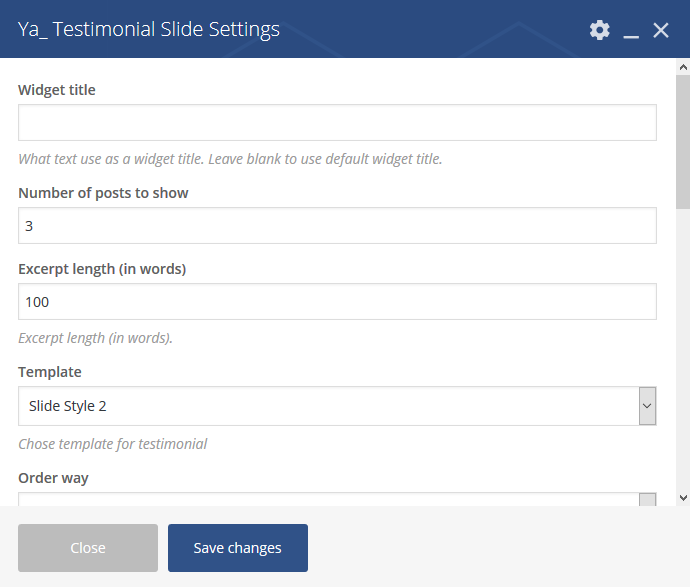 Ya_ Testimonial Slide Settings
Widget title
What text use as a widget title. Leave blank to use default widget title.
Number of posts to show
3
Excerpt length (in words)
100
Excerpt length (in words).
Template
Slide Style 2
Chose template for testimonial
Order way
Close
Save changes